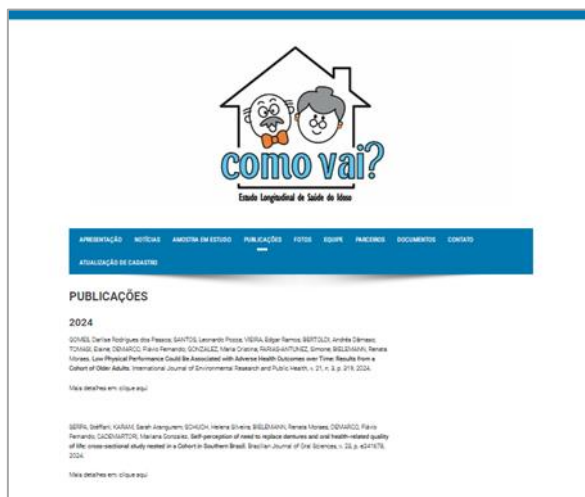 como vai?
Estudo Longitudinal de Saúde do Idoso
APRESENTAÇÃO NOTÍCIAS AMOSTRA EM ESTUDO PUBLICAÇÕES FOTOS EQUIPE PARCEIROS DOCUMENTOS CONTATO
ATUALIZAÇÃO DE CADASTRO
PUBLICAÇÕES
2024
GOMES, Darlise Rodrigues dos Passos; SANTOS, Leonardo Pozza; VIEIRA, Edgar Ramos; BERTOLDI, Andréa Dâmaso;
TOMASI, Elaine; DEMARCO, Flávio Fernando; GONZALEZ, Maria Cristina; FARIAS-ANTUNEZ, Simone; BIELEMANN, Renata
Moraes. Low Physical Performance Could Be Associated with Adverse Health Outcomes over Time: Results from a
Cohort of Older Adults. International Journal of Environmental Research and Public Health, v. 21, n. 3, p. 319, 2024.
Mais detalhes em: clique aqui
SERPA, Stéffani; KARAM, Sarah Arangurem; SCHUCH, Helena Silveira; BIELEMANN, Renata Moraes; DEMARCO, Flávio
Fernando; CADEMARTORI, Mariana Gonzalez. Self-perception of need to replace dentures and oral health-related quality
of life: cross-sectional study nested in a Cohort in Southern Brazil. Brazilian Journal of Oral Sciences, v. 23, p. e241678,
2024.
Mais detalhes em: clique aqui